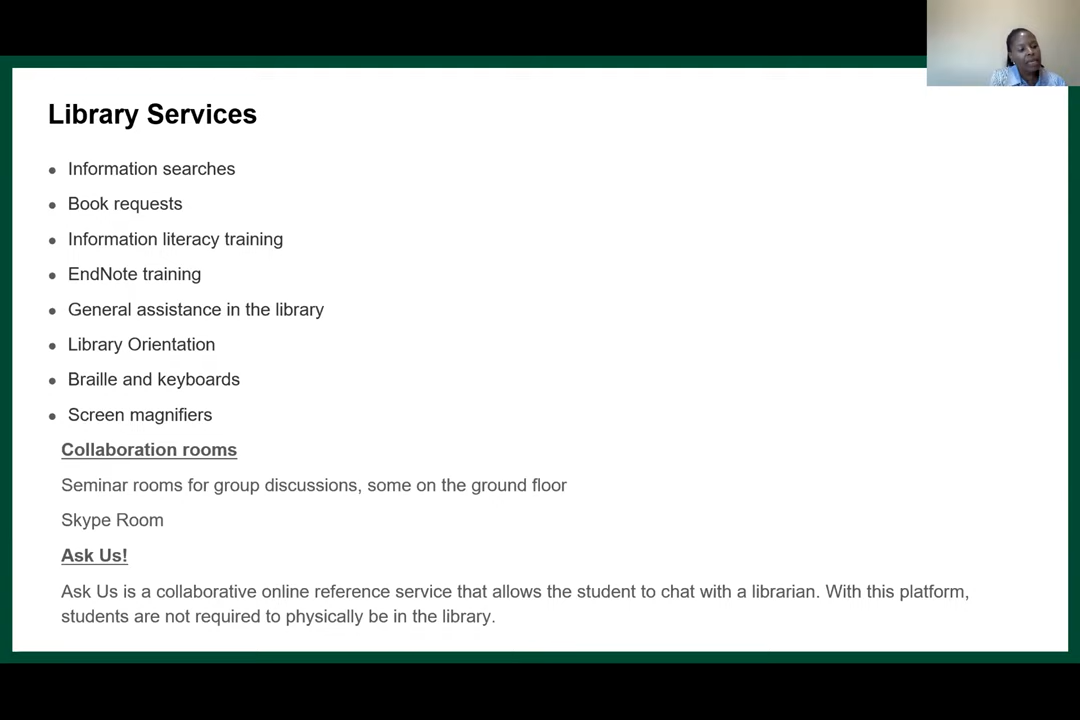 Library Services
• Information searches
• Book requests
• Information literacy training
• EndNote training
• General assistance in the library
• Library Orientation
• Braille and keyboards
• Screen magnifiers
Collaboration rooms
Seminar rooms for group discussions, some on the ground floor
Skype Room
Ask Us!
Ask Us is a collaborative online reference service that allows the student to chat with a librarian. With this platform,
students are not required to physically be in the library.